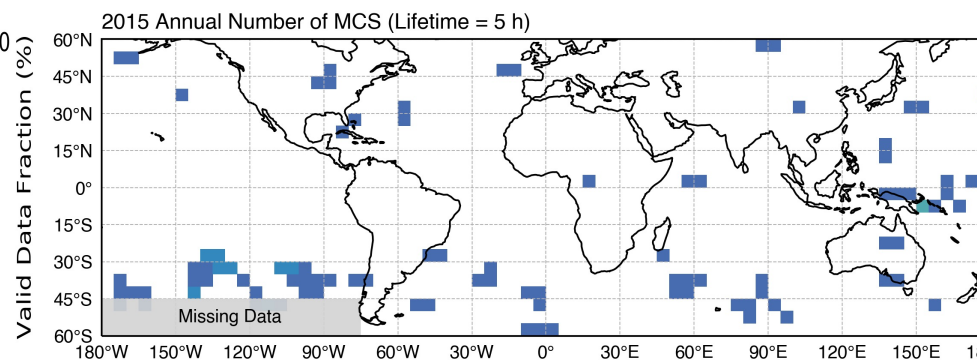 0
Valid Data Fraction (%)
2015 Annual Number of MCS (Lifetime = 5 h)
60°N
45°N
30°N
15°N
0°
15°S
30°S
45°S
60°S
Missing Data
180°W 150°W 120°W 90°W 60°W 30°W 0° 30°E 60°E 90°E 120°E 150°E